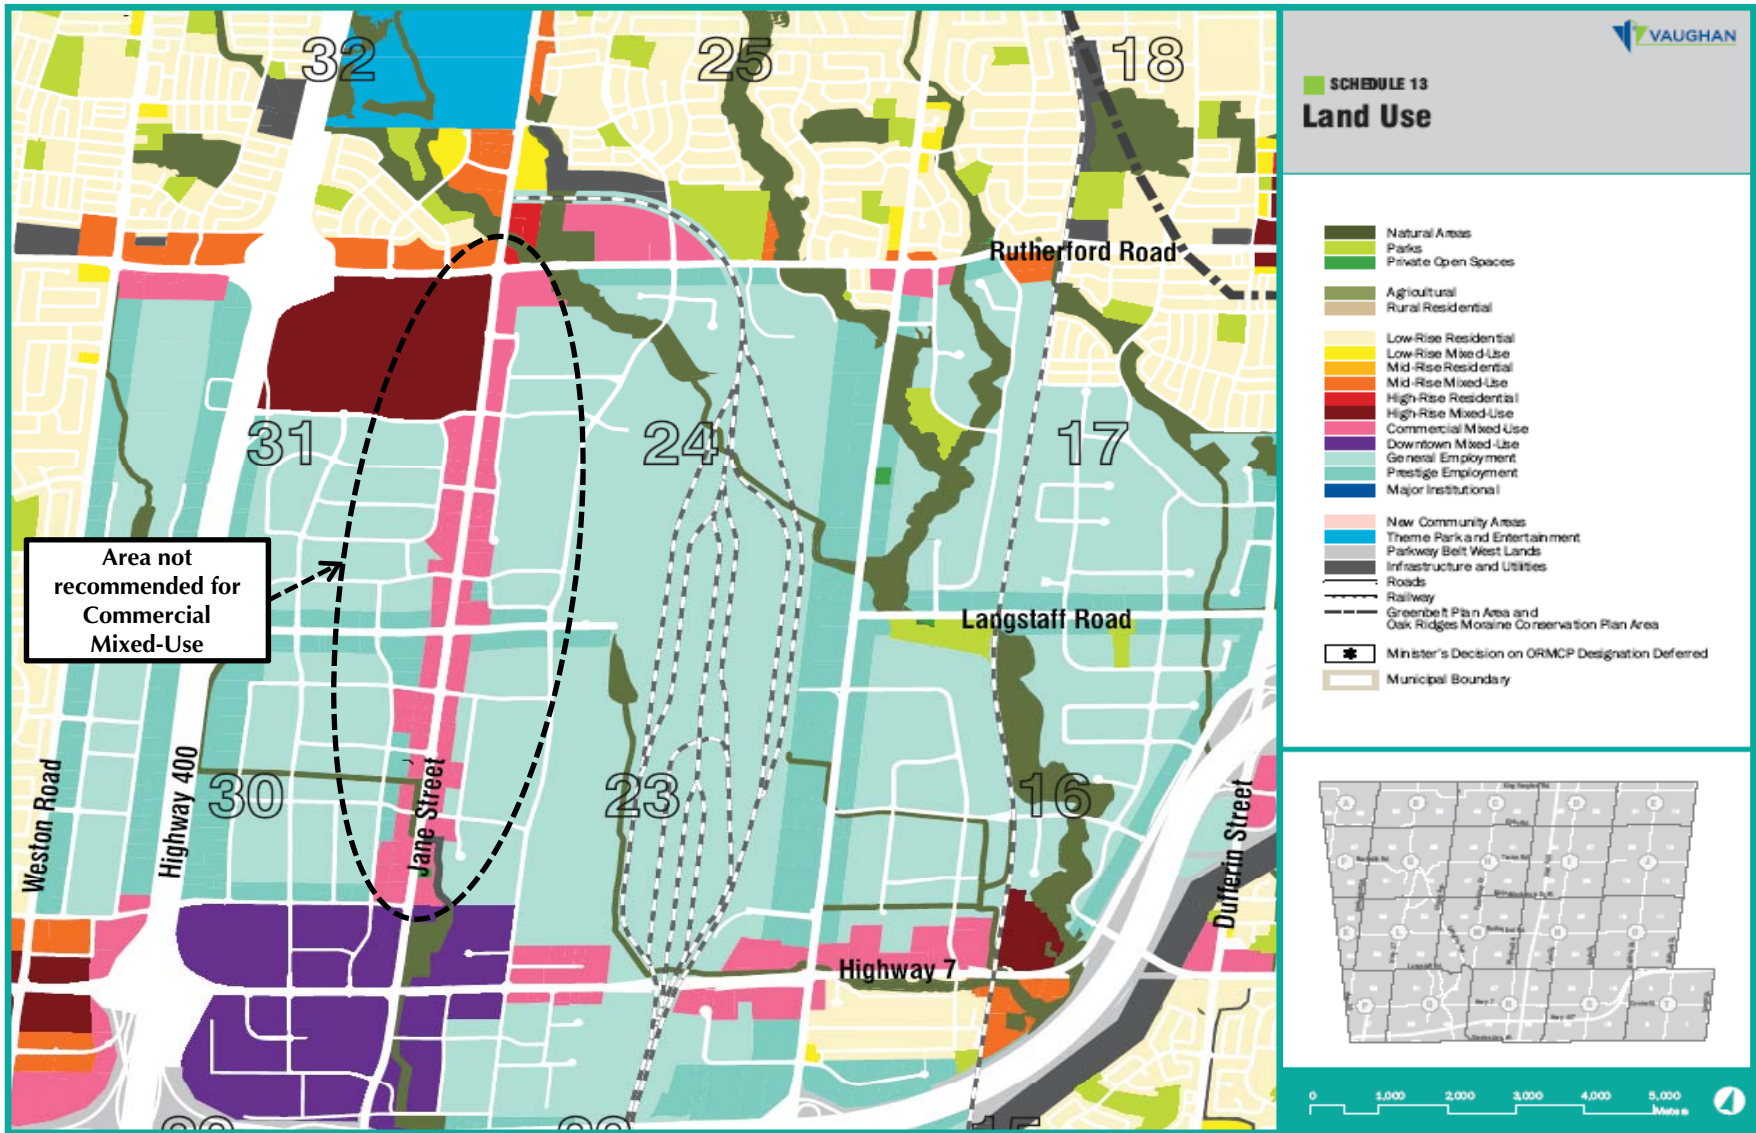 32
25
18
31
24
17
30
23
16
15
Rutherford Road
Langstaff Road
Highway 7
Weston Road
Highway 400
Jane Street
Dufferin Street
Area not
recommended for
Commercial
Mixed-Use
VAUGHAN
SCHEDULE 13
Land Use
Natural Areas
Parks
Private Open Spaces
Agricultural
Rural Residential
Low-Rise Residential
Low-Rise Mixed-Use
Mid-Rise Residential
Mid-Rise Mixed-Use
High-Rise Residential
High-Rise Mixed-Use
Commercial Mixed-Use
Downtown Mixed-Use
General Employment
Prestige Employment
Major Institutional
New Community Areas
Theme Park and Entertainment
Parkway Belt West Lands
Infrastructure and Utilities
Roads
Railway
Greenbelt Plan Area and
Oak Ridges Moraine Conservation Plan Area
Minister's Decision on ORMCP Designation Deferred
Municipal Boundary
0 1,000 2,000 3,000 4,000 5,000
Meters